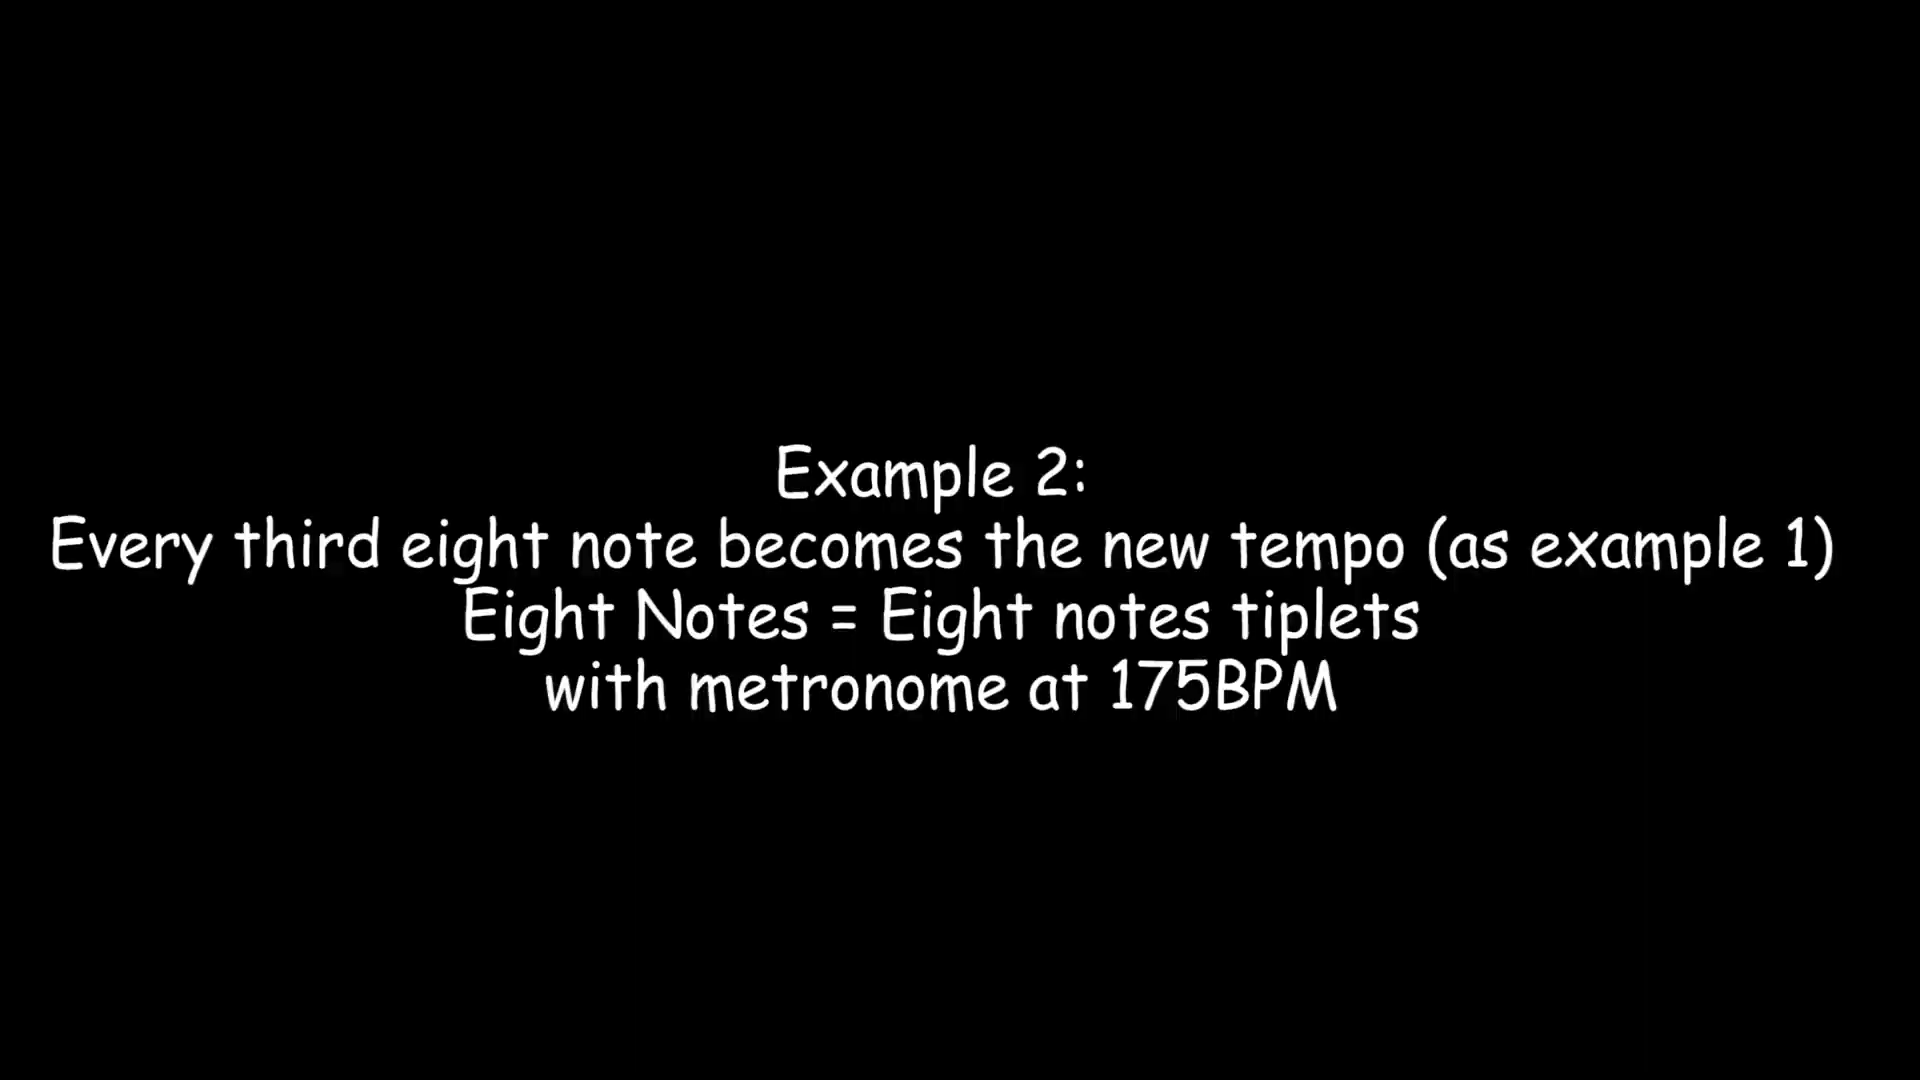 Example 2:
Every third eight note becomes the new tempo (as example 1)
Eight Notes = Eight notes tiplets
with metronome at 175BPM